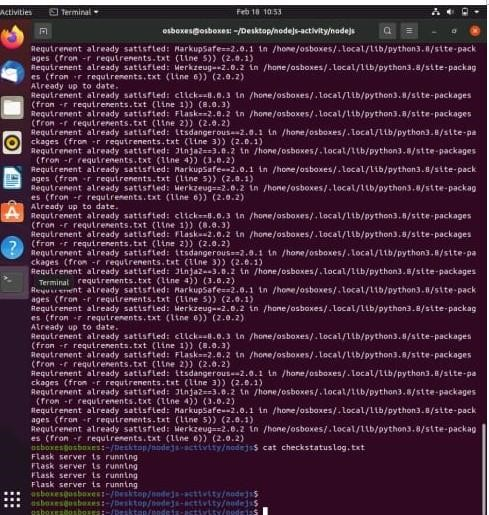 Activities
Terminal
Feb 18 10:53
osboxes@osboxes: ~/Desktop/nodejs-activity/nodejs
Requirement already satisfied: MarkupSafe==2.0.1 in /home/osboxes/.local/lib/python3.8/site-pack
ages (from -r requirements.txt (line 5)) (2.0.1)
Requirement already satisfied: Werkzeug==2.0.2 in /home/osboxes/.local/lib/python3.8/site-packag
es (from -r requirements.txt (line 6)) (2.0.2)
Already up to date.
Requirement already satisfied: click==8.0.3 in /home/osboxes/.local/lib/python3.8/site-packages
(from -r requirements.txt (line 1)) (8.0.3)
Requirement already satisfied: Flask==2.0.2 in /home/osboxes/.local/lib/python3.8/site-packages
(from -r requirements.txt (line 2)) (2.0.2)
Requirement already satisfied: itsdangerous==2.0.1 in /home/osboxes/.local/lib/python3.8/site-pa
ckages (from -r requirements.txt (line 3)) (2.0.1)
Requirement already satisfied: Jinja2==3.0.2 in /home/osboxes/.local/lib/python3.8/site-packages
(from -r requirements.txt (line 4)) (3.0.2)
Requirement already satisfied: MarkupSafe==2.0.1 in /home/osboxes/.local/lib/python3.8/site-pack
ages (from -r requirements.txt (line 5)) (2.0.1)
Requirement already satisfied: Werkzeug==2.0.2 in /home/osboxes/.local/lib/python3.8/site-packag
es (from -r requirements.txt (line 6)) (2.0.2)
Already up to date.
Requirement already satisfied: click==8.0.3 in /home/osboxes/.local/lib/python3.8/site-packages
(from -r requirements.txt (line 1)) (8.0.3)
Requirement already satisfied: Flask==2.0.2 in /home/osboxes/.local/lib/python3.8/site-packages
(from -r requirements.txt (line 2)) (2.0.2)
Requirement already satisfied: itsdangerous==2.0.1 in /home/osboxes/.local/lib/python3.8/site-pa
ckages (from -r requirements.txt (line 3)) (2.0.1)
Requirement already satisfied: Jinja2==3.0.2 in /home/osboxes/.local/lib/python3.8/site-packages
Terminal
requirements.txt (line 4)) (3.0.2)
Requirement already satisfied: MarkupSafe==2.0.1 in /home/osboxes/.local/lib/python3.8/site-pack
ages (from -r requirements.txt (line 5)) (2.0.1)
Requirement already satisfied: Werkzeug==2.0.2 in /home/osboxes/.local/lib/python3.8/site-packag
es (from -r requirements.txt (line 6)) (2.0.2)
Already up to date.
Requirement already satisfied: click==8.0.3 in /home/osboxes/.local/lib/python3.8/site-packages
(from -r requirements.txt (line 1)) (8.0.3)
Requirement already satisfied: Flask==2.0.2 in /home/osboxes/.local/lib/python3.8/site-packages
(from -r requirements.txt (line 2)) (2.0.2)
Requirement already satisfied: itsdangerous==2.0.1 in /home/osboxes/.local/lib/python3.8/site-pa
ckages (from -r requirements.txt (line 3)) (2.0.1)
Requirement already satisfied: Jinja2==3.0.2 in /home/osboxes/.local/lib/python3.8/site-packages
(from -r requirements.txt (line 4)) (3.0.2)
Requirement already satisfied: MarkupSafe==2.0.1 in /home/osboxes/.local/lib/python3.8/site-pack
ages (from -r requirements.txt (line 5)) (2.0.1)
Requirement already satisfied: Werkzeug==2.0.2 in /home/osboxes/.local/lib/python3.8/site-packag
es (from -r requirements.txt (line 6)) (2.0.2)
osboxes@osboxes:~/Desktop/nodejs-activity/nodejs$ cat checkstatuslog.txt
Flask server is running
Flask server is running
Flask server is running
Flask server is running
osboxes@osboxes:~/Desktop/nodejs-activity/nodejs$
osboxes@osboxes:~/Desktop/nodejs-activity/nodejs$
osboxes@osboxes:~/Desktop/nodejs-activity/nodejs$